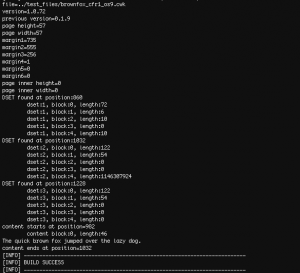 file=../test_files/brownfox_cfr1_os9.cwk
version=1.0.72
previous version=0.1.9
page height=57
page width=57
margin1=735
margin2=555
margin3=256
margin4=1
margin5=0
margin6=0
page inner height=0
page inner width=0
DSET found at position:868
dset:1, block:0, length:72
dset:1, block:1, length:6
dset:1, block:2, length:10
dset:1, block:3, length:0
dset:1, block:4, length:10
DSET found at position:1032
dset:2, block:0, length:122
dset:2, block:1, length:54
dset:2, block:2, length:0
dset:2, block:3, length:0
dset:2, block:4, length:1146307924
DSET found at position:1228
dset:3, block:0, length:122
dset:3, block:1, length:54
dset:3, block:2, length:0
dset:3, block:3, length:0
dset:3, block:4, length:0
content starts at position=982
content block:0, length:46
The quick brown fox jumped over the lazy dog.
content ends at position=1032
[INFO] ------------------------------------------------------------------------
[INFO] BUILD SUCCESS
[INFO] ------------------------------------------------------------------------